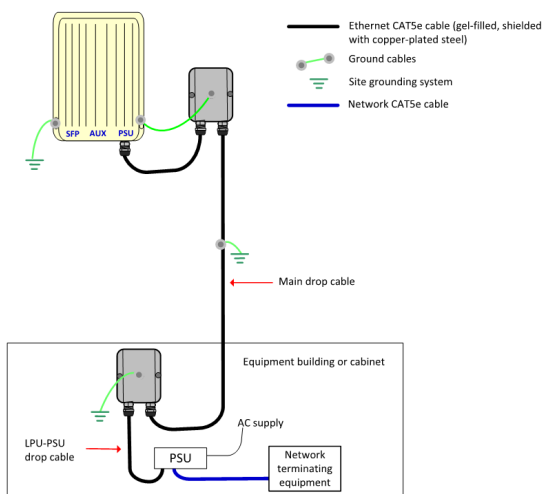 Ethernet CAT5e cable (gel-filled, shielded
with copper-plated steel)
Ground cables
Site grounding system
Network CAT5e cable
SFP AUX PSU
Main drop cable
Equipment building or cabinet
AC supply
LPU-PSU
drop cable
PSU
Network
terminating
equipment